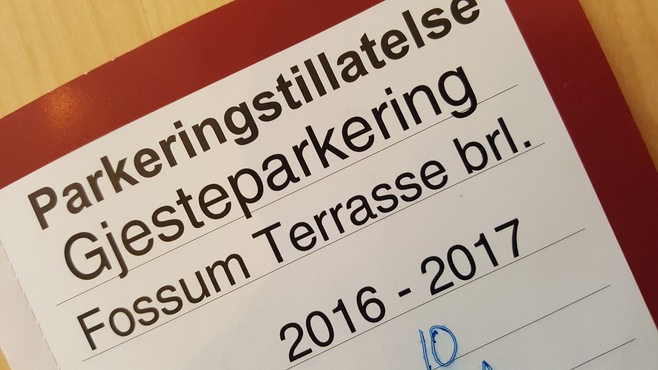 Parkeringstillatelse
Gjesteparkering
Fossum Terrasse brl.
2016 - 2017
10